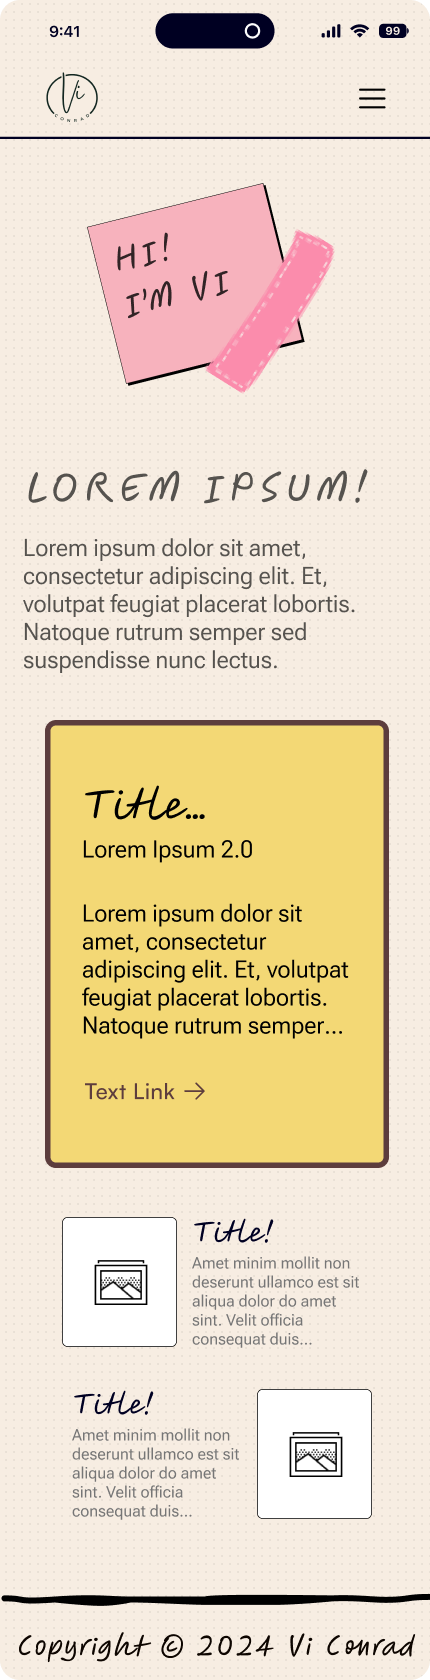 9:41
99
Vi
CONRAD
HI!
I'M VI
LOREM IPSUM!
Lorem ipsum dolor sit amet,
consectetur adipiscing elit. Et,
volutpat feugiat placerat lobortis.
Natoque rutrum semper sed
suspendisse nunc lectus.
Title...
Lorem Ipsum 2.0
Lorem ipsum dolor sit
amet, consectetur
adipiscing elit. Et, volutpat
feugiat placerat lobortis.
Natoque rutrum semper...
Text Link →
Title!
Amet minim mollit non
deserunt ullamco est sit
aliqua dolor do amet
sint. Velit officia
consequat duis...
Title!
Amet minim mollit non
deserunt ullamco est sit
aliqua dolor do amet
sint. Velit officia
consequat duis...
Copyright © 2024 Vi Conrad